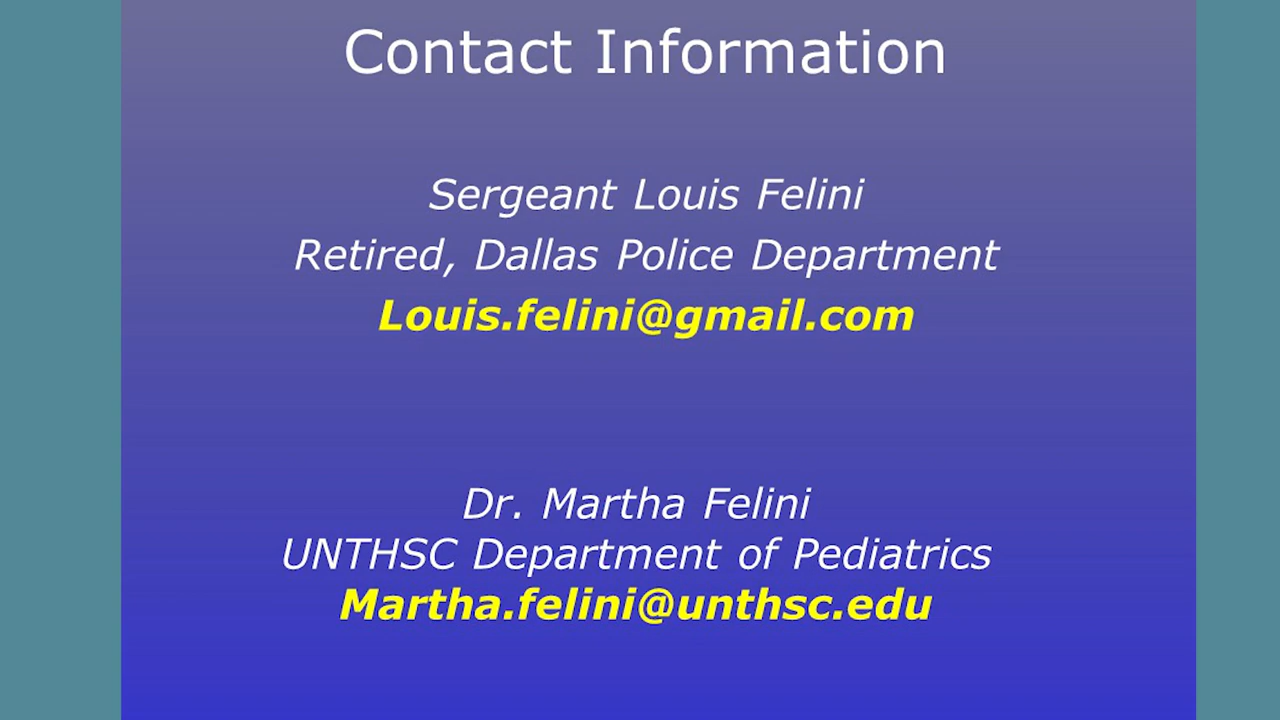 Contact Information
Sergeant Louis Felini
Retired, Dallas Police Department
Louis.felini@gmail.com
Dr. Martha Felini
UNTHSC Department of Pediatrics
Martha.felini@unthsc.edu